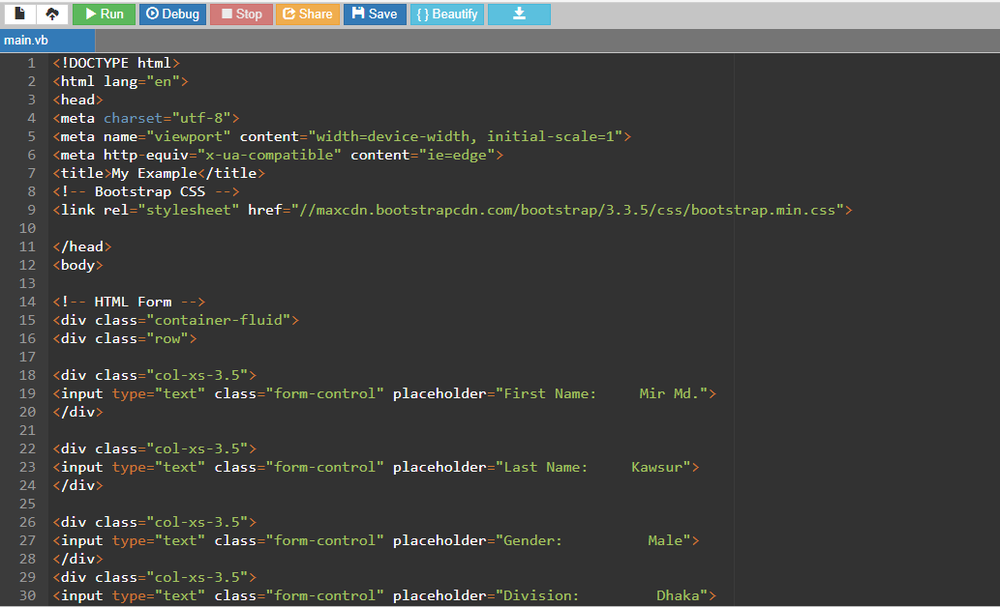 Run Debug Stop Share Save { } Beautify
main.vb
1 <!DOCTYPE html>
2 <html lang="en">
3 <head>
4 <meta charset="utf-8">
5 <meta name="viewport" content="width=device-width, initial-scale=1">
6 <meta http-equiv="x-ua-compatible" content="ie=edge">
7 <title>My Example</title>
8 <!-- Bootstrap CSS -->
9 <link rel="stylesheet" href="//maxcdn.bootstrapcdn.com/bootstrap/3.3.5/css/bootstrap.min.css">
10
11 </head>
12 <body>
13
14 <!-- HTML Form -->
15 <div class="container-fluid">
16 <div class="row">
17
18 <div class="col-xs-3.5">
19 <input type="text" class="form-control" placeholder="First Name:     Mir Md.">
20 </div>
21
22 <div class="col-xs-3.5">
23 <input type="text" class="form-control" placeholder="Last Name:     Kawsur">
24 </div>
25
26 <div class="col-xs-3.5">
27 <input type="text" class="form-control" placeholder="Gender:          Male">
28 </div>
29 <div class="col-xs-3.5">
30 <input type="text" class="form-control" placeholder="Division:         Dhaka">